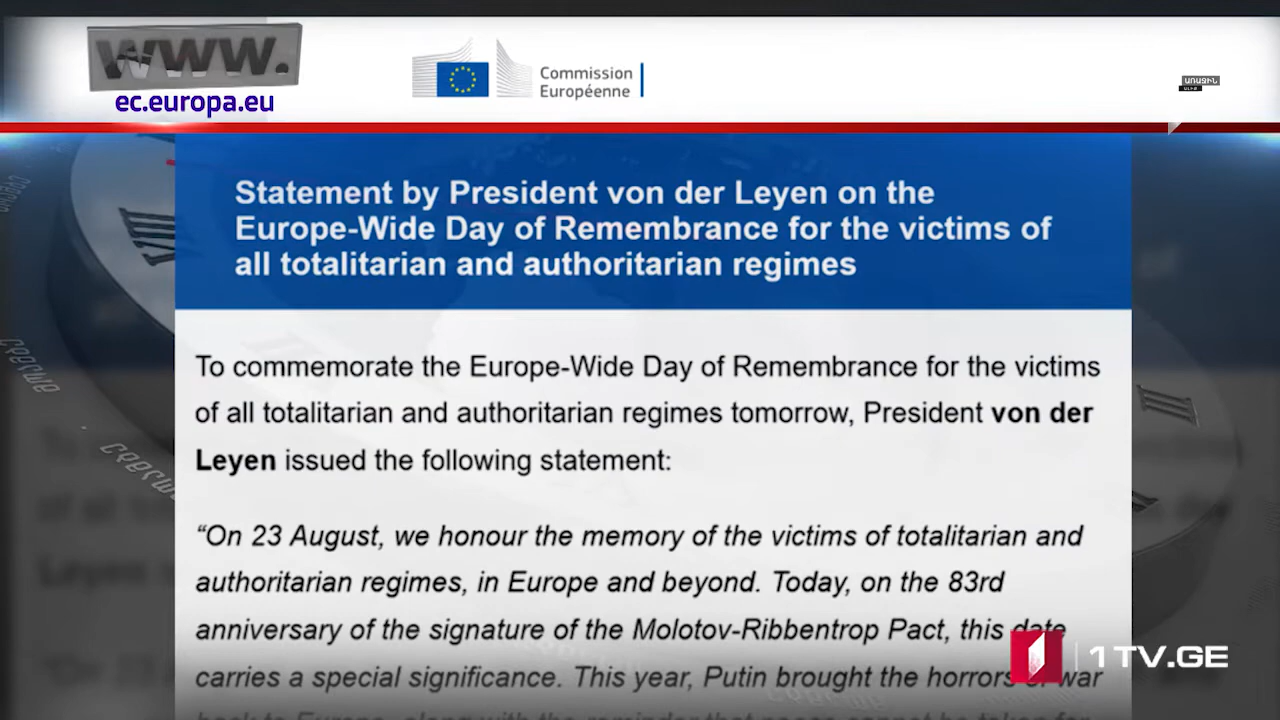 www.
ec.europa.eu
Commission
Européenne
ԱՌԱՋԻՆ
ԱԼԻՔ
Statement by President von der Leyen on the
Europe-Wide Day of Remembrance for the victims of
all totalitarian and authoritarian regimes
To commemorate the Europe-Wide Day of Remembrance for the victims
of all totalitarian and authoritarian regimes tomorrow, President von der
Leyen issued the following statement:
“On 23 August, we honour the memory of the victims of totalitarian and
authoritarian regimes, in Europe and beyond. Today, on the 83rd
anniversary of the signature of the Molotov-Ribbentrop Pact, this date
carries a special significance. This year, Putin brought the horrors of war
1TV.GE